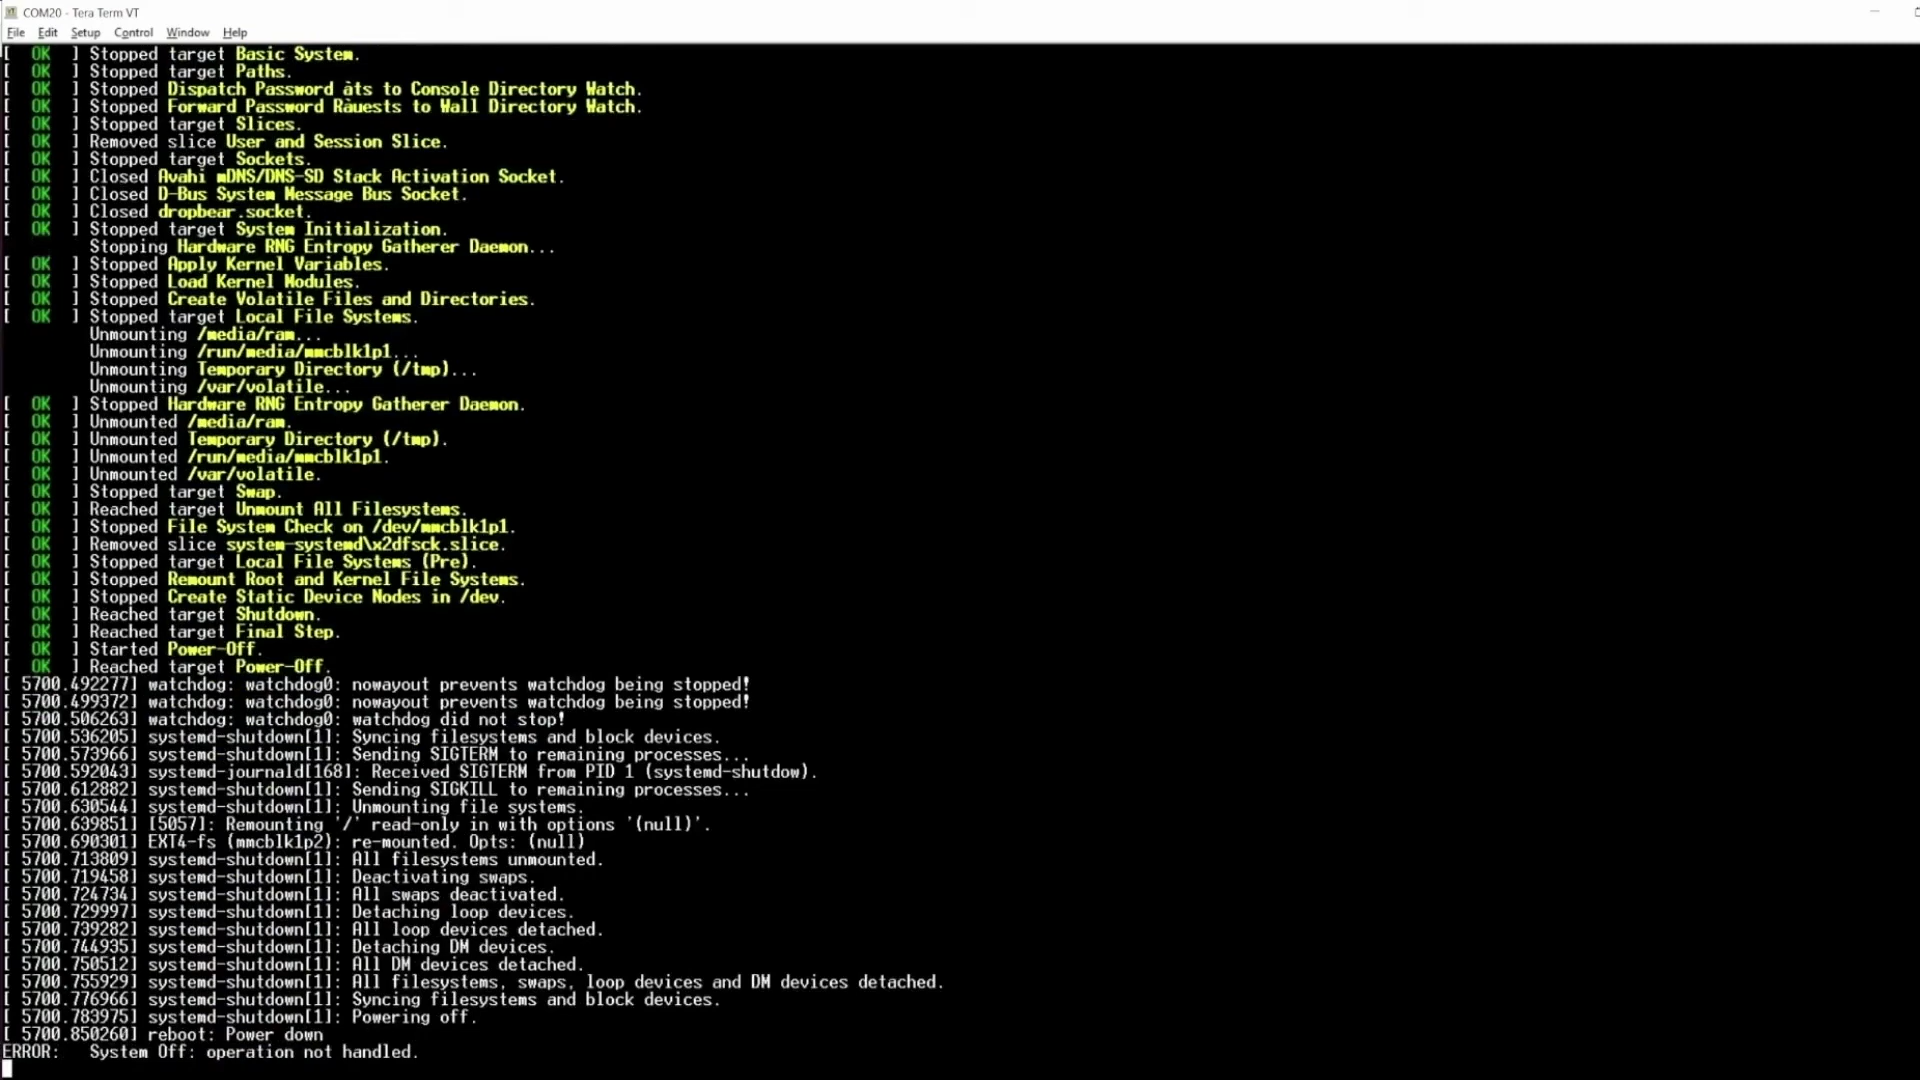 COM20 - Tera Term VT
File Edit Setup Control Window Help
[ OK ] Stopped target Basic System.
[ OK ] Stopped target Paths.
[ OK ] Stopped Dispatch Password àts to Console Directory Watch.
[ OK ] Stopped Forward Password Ràuests to Wall Directory Watch.
[ OK ] Stopped target Slices.
[ OK ] Removed slice User and Session Slice.
[ OK ] Stopped target Sockets.
[ OK ] Closed Avahi mDNS/DNS-SD Stack Activation Socket.
[ OK ] Closed D-Bus System Message Bus Socket.
[ OK ] Closed dropbear.socket.
[ OK ] Stopped target System Initialization.
Stopping Hardware RNG Entropy Gatherer Daemon...
[ OK ] Stopped Apply Kernel Variables.
[ OK ] Stopped Load Kernel Modules.
[ OK ] Stopped Create Volatile Files and Directories.
[ OK ] Stopped target Local File Systems.
Unmounting /media/ram...
Unmounting /run/media/mmcblk1p1...
Unmounting Temporary Directory (/tmp)...
Unmounting /var/volatile...
[ OK ] Stopped Hardware RNG Entropy Gatherer Daemon.
[ OK ] Unmounted /media/ram.
[ OK ] Unmounted Temporary Directory (/tmp).
[ OK ] Unmounted /run/media/mmcblk1p1.
[ OK ] Unmounted /var/volatile.
[ OK ] Stopped target Swap.
[ OK ] Reached target Unmount All Filesystems.
[ OK ] Stopped File System Check on /dev/mmcblk1p1.
[ OK ] Removed slice system-systemd\x2dfsck.slice.
[ OK ] Stopped target Local File Systems (Pre).
[ OK ] Stopped Remount Root and Kernel File Systems.
[ OK ] Stopped Create Static Device Nodes in /dev.
[ OK ] Reached target Shutdown.
[ OK ] Reached target Final Step.
[ OK ] Started Power-Off.
[ OK ] Reached target Power-Off.
[ 5700.492277] watchdog: watchdog0: nowayout prevents watchdog being stopped!
[ 5700.499372] watchdog: watchdog0: nowayout prevents watchdog being stopped!
[ 5700.506263] watchdog: watchdog0: watchdog did not stop!
[ 5700.536205] systemd-shutdown[1]: Syncing filesystems and block devices.
[ 5700.573966] systemd-shutdown[1]: Sending SIGTERM to remaining processes...
[ 5700.592043] systemd-journald[168]: Received SIGTERM from PID 1 (systemd-shutdow).
[ 5700.612882] systemd-shutdown[1]: Sending SIGKILL to remaining processes...
[ 5700.630544] systemd-shutdown[1]: Unmounting file systems.
[ 5700.639851] [5057]: Remounting '/' read-only in with options '(null)'.
[ 5700.690301] EXT4-fs (mmcblk1p2): re-mounted. Opts: (null)
[ 5700.713809] systemd-shutdown[1]: All filesystems unmounted.
[ 5700.719458] systemd-shutdown[1]: Deactivating swaps.
[ 5700.724734] systemd-shutdown[1]: All swaps deactivated.
[ 5700.729997] systemd-shutdown[1]: Detaching loop devices.
[ 5700.739282] systemd-shutdown[1]: All loop devices detached.
[ 5700.744935] systemd-shutdown[1]: Detaching DM devices.
[ 5700.750512] systemd-shutdown[1]: All DM devices detached.
[ 5700.755929] systemd-shutdown[1]: All filesystems, swaps, loop devices and DM devices detached.
[ 5700.776966] systemd-shutdown[1]: Syncing filesystems and block devices.
[ 5700.783975] systemd-shutdown[1]: Powering off.
[ 5700.850260] reboot: Power down
ERROR: System Off: operation not handled.